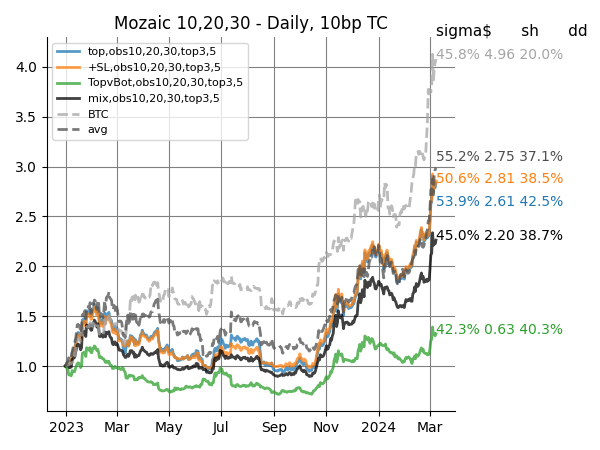 Mozaic 10,20,30 - Daily, 10bp TC
sigma$ sh dd
top,obs10,20,30,top3,5
+SL,obs10,20,30,top3,5
TopvBot,obs10,20,30,top3,5
mix,obs10,20,30,top3,5
BTC
avg
45.8% 4.96 20.0%
55.2% 2.75 37.1%
50.6% 2.81 38.5%
53.9% 2.61 42.5%
45.0% 2.20 38.7%
42.3% 0.63 40.3%
4.0
3.5
3.0
2.5
2.0
1.5
1.0
2023 Mar May Jul Sep Nov 2024 Mar